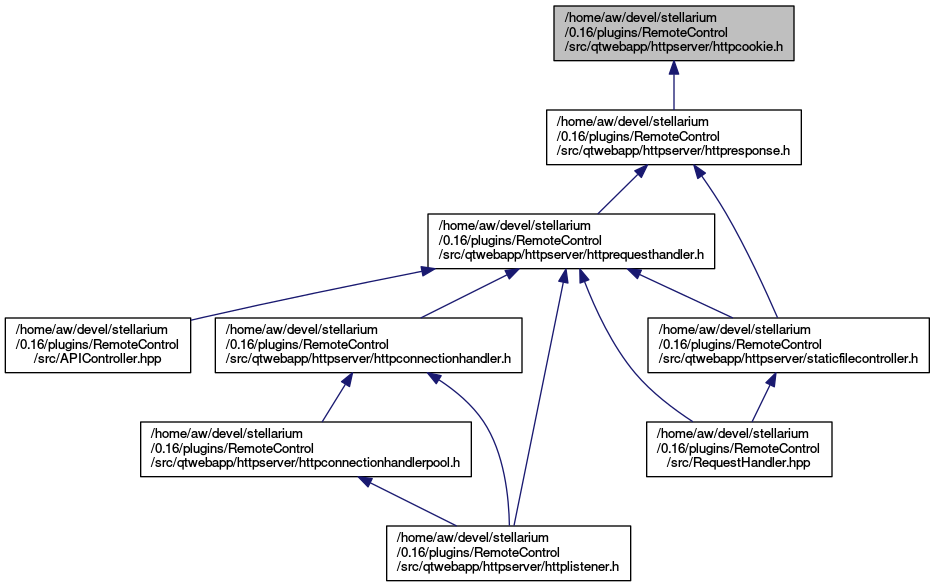 /home/aw/devel/stellarium
/0.16/plugins/RemoteControl
/src/qtwebapp/httpserver/httpcookie.h
/home/aw/devel/stellarium
/0.16/plugins/RemoteControl
/src/qtwebapp/httpserver/httpresponse.h
/home/aw/devel/stellarium
/0.16/plugins/RemoteControl
/src/qtwebapp/httpserver/httprequesthandler.h
/home/aw/devel/stellarium
/0.16/plugins/RemoteControl
/src/APIController.hpp
/home/aw/devel/stellarium
/0.16/plugins/RemoteControl
/src/qtwebapp/httpserver/httpconnectionhandler.h
/home/aw/devel/stellarium
/0.16/plugins/RemoteControl
/src/qtwebapp/httpserver/staticfilecontroller.h
/home/aw/devel/stellarium
/0.16/plugins/RemoteControl
/src/qtwebapp/httpserver/httpconnectionhandlerpool.h
/home/aw/devel/stellarium
/0.16/plugins/RemoteControl
/src/RequestHandler.hpp
/home/aw/devel/stellarium
/0.16/plugins/RemoteControl
/src/qtwebapp/httpserver/httplistener.h